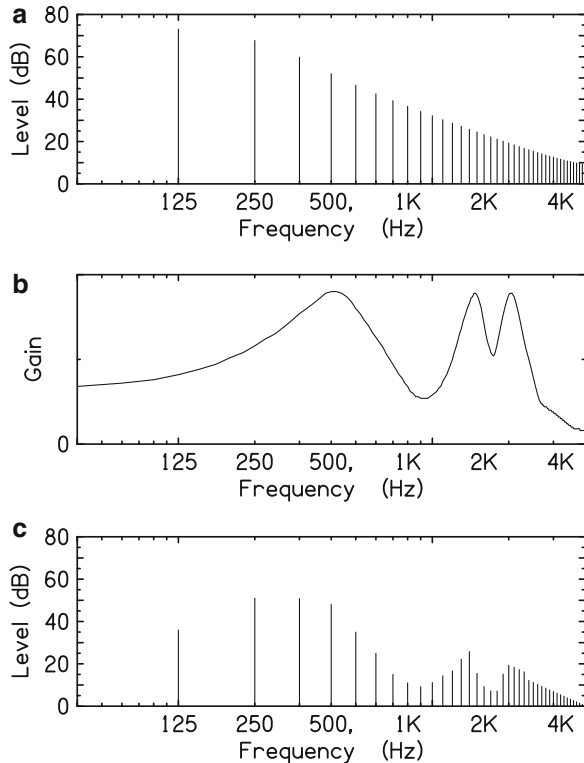 a
Level (dB)
80
60
40
20
0
125 250 500, 1K 2K 4K
Frequency (Hz)
b
Gain
0
125 250 500, 1K 2K 4K
Frequency (Hz)
c
Level (dB)
80
60
40
20
0
125 250 500, 1K 2K 4K
Frequency (Hz)